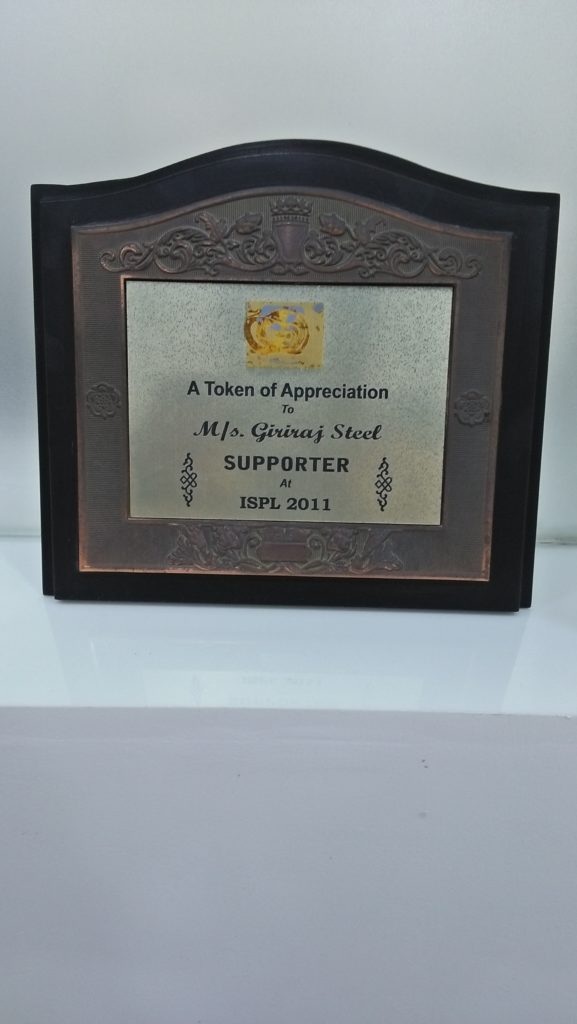 A Token of Appreciation
To
M/s. Giriraj Steel
SUPPORTER
At
ISPL 2011